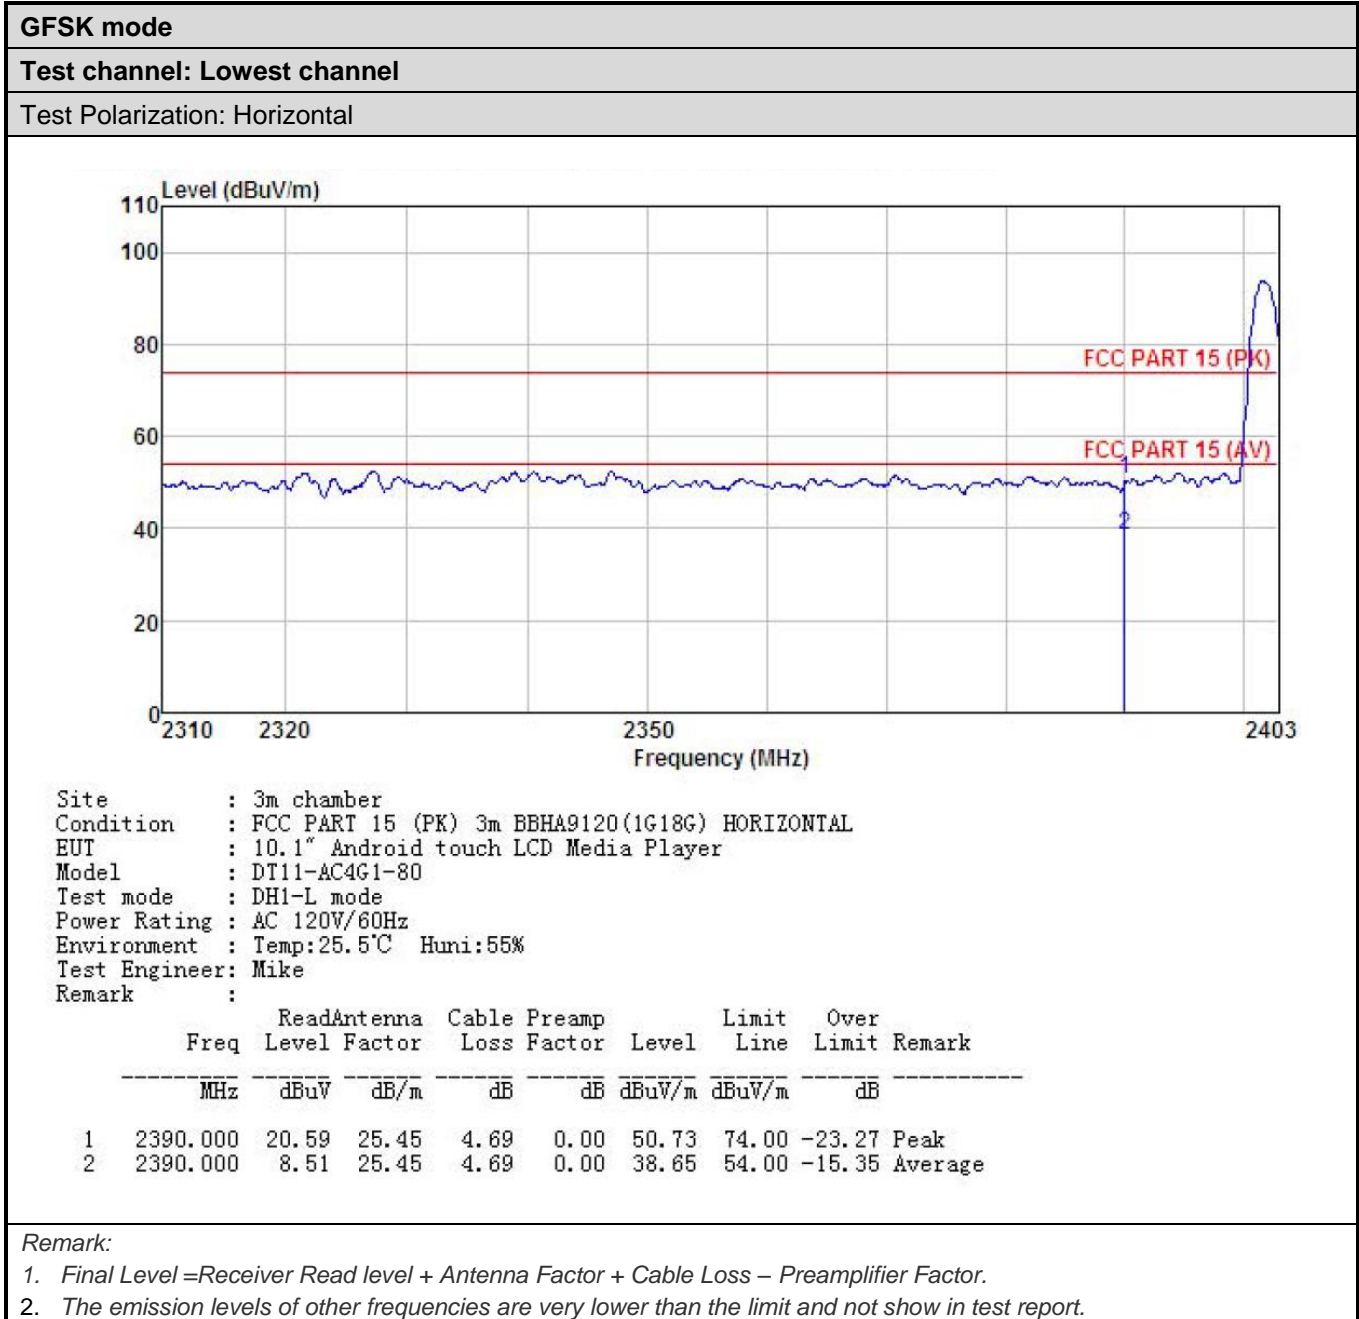 GFSK mode
Test channel: Lowest channel
Test Polarization: Horizontal
Level (dBuV/m)
110
100
80
FCC PART 15 (PK)
60
FCC PART 15 (AV)
1
2
40
20
0
2310 2320 2350 2403
Frequency (MHz)
Site : 3m chamber
Condition : FCC PART 15 (PK) 3m BBHA9120(1G18G) HORIZONTAL
EUT : 10.1″ Android touch LCD Media Player
Model : DT11-AC4G1-80
Test mode : DH1-L mode
Power Rating : AC 120V/60Hz
Environment : Temp:25.5℃ Huni:55%
Test Engineer: Mike
Remark :
ReadAntenna Cable Preamp Limit Over
Freq Level Factor Loss Factor Level Line Limit Remark
MHz dBuV dB/m dB dB dBuV/m dBuV/m dB
1 2390.000 20.59 25.45 4.69 0.00 50.73 74.00 -23.27 Peak
2 2390.000 8.51 25.45 4.69 0.00 38.65 54.00 -15.35 Average
Remark:
1. Final Level =Receiver Read level + Antenna Factor + Cable Loss – Preamplifier Factor.
2. The emission levels of other frequencies are very lower than the limit and not show in test report.